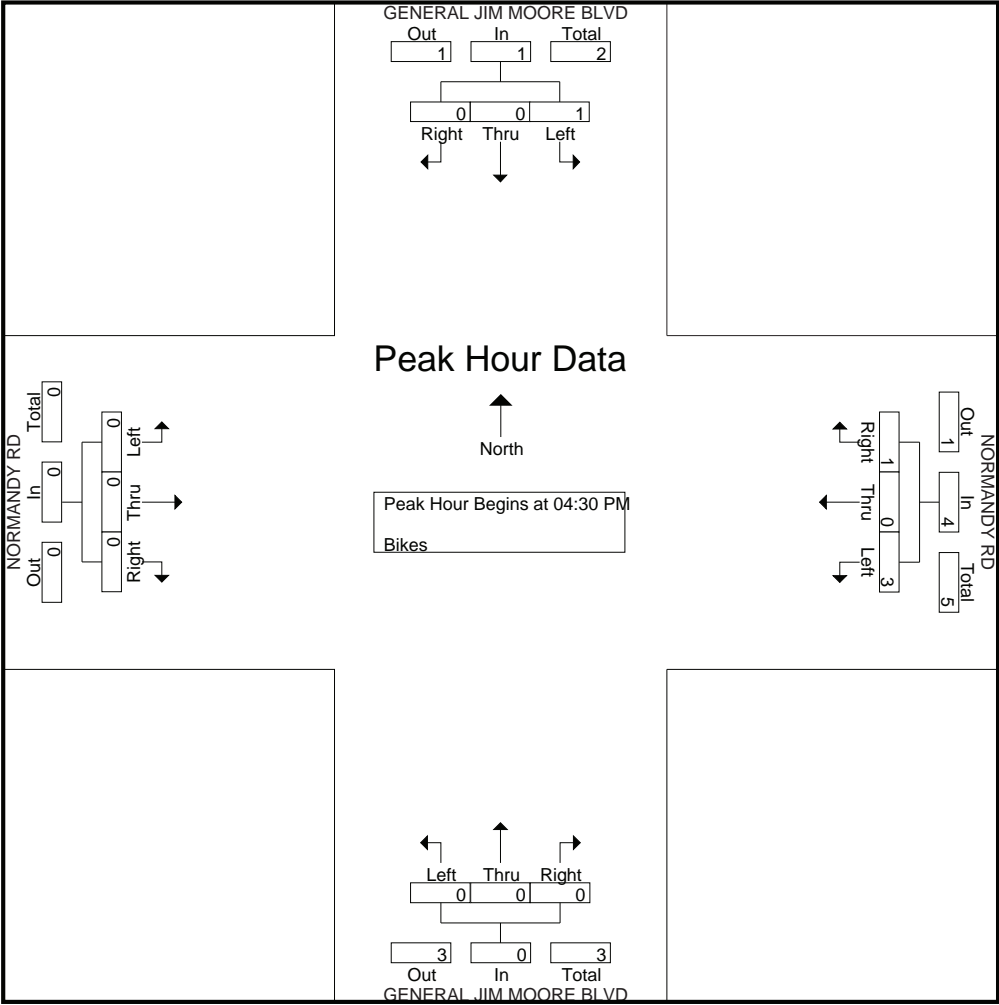 GENERAL JIM MOORE BLVD
Out In Total
1 1 2
0 0 1
Right Thru Left
Peak Hour Data
North
Peak Hour Begins at 04:30 PM
Bikes
NORMANDY RD
Total In Out
0 0 0
0 0 0
Left Thru Right
Right Thru Left
1 0 3
Out In Total
1 4 5
NORMANDY RD
Left Thru Right
0 0 0
3 0 3
Out In Total
GENERAL JIM MOORE BLVD